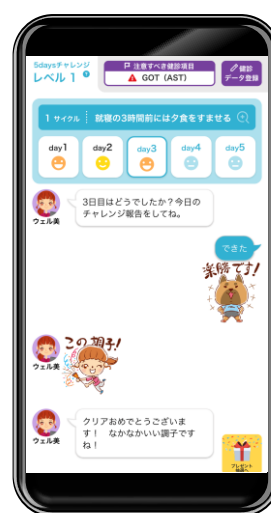 5daysチャレンジ
レベル 1
注意すべき健診項目
GOT (AST)
健診
データ登録
1 サイクル 就寝の3時間前には夕食をすませる
day1 day2 day3 day4 day5
3日目はどうでしたか？今日の
チャレンジ報告をしてね。
ウェル美
できた
楽勝です!
この調子!
ウェル美
クリアおめでとうございま
す！ なかなかいい調子です
ね！
ウェル美
プレゼント